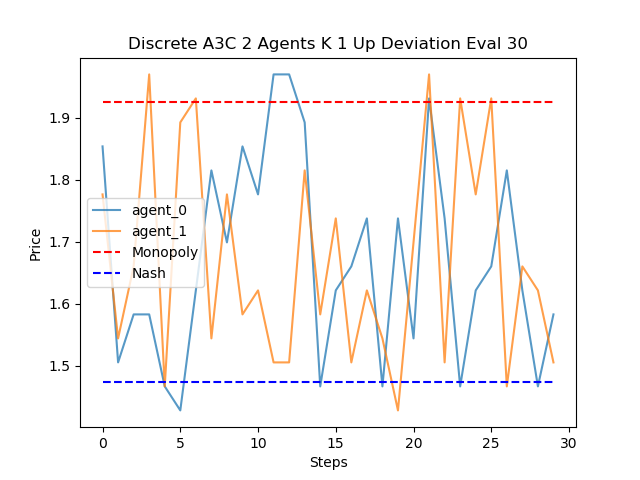 Discrete A3C 2 Agents K 1 Up Deviation Eval 30
Price
1.9
1.8
1.7
1.6
1.5
agent_0
agent_1
Monopoly
Nash
0
5
10
15
20
25
30
Steps